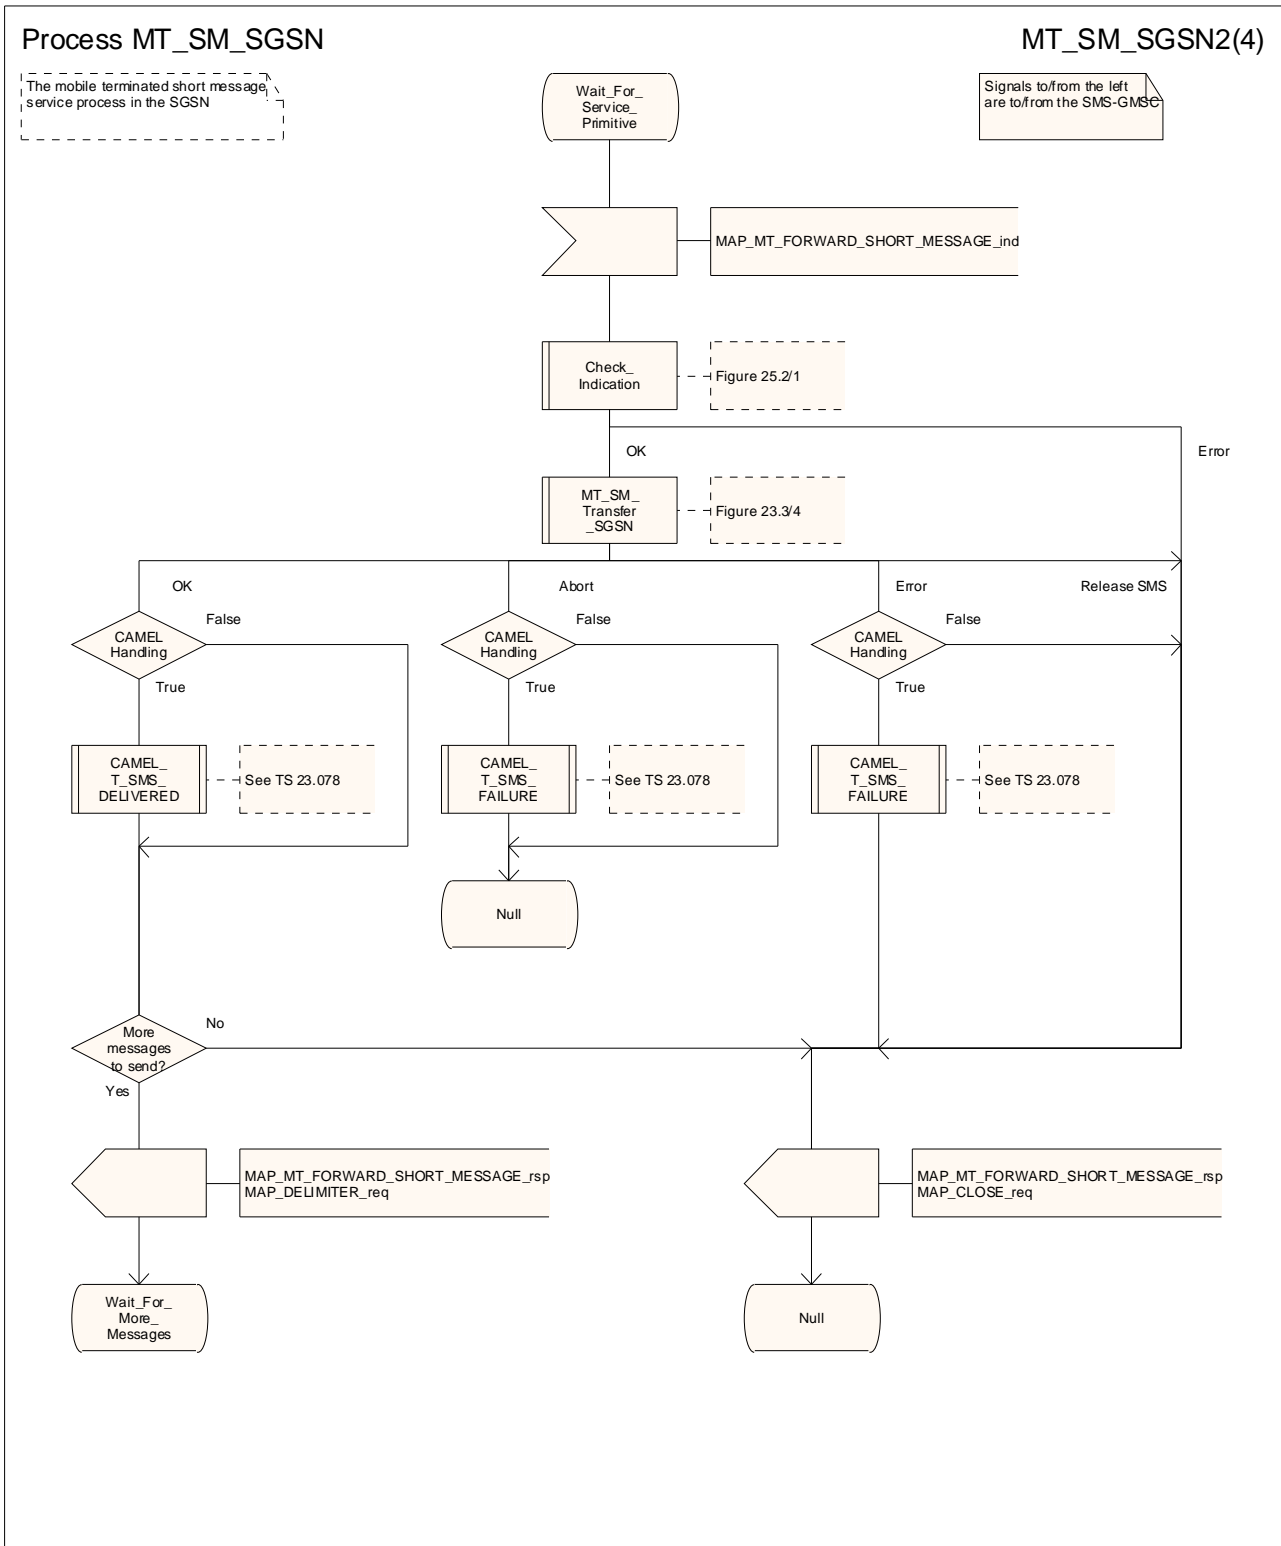 Process MT_SM_SGSN
MT_SM_SGSN2(4)
The mobile terminated short message
service process in the SGSN
Wait_For_
Service_
Primitive
Signals to/from the left
are to/from the SMS-GMSC
MAP_MT_FORWARD_SHORT_MESSAGE_ind
Check_
Indication
Figure 25.2/1
OK
Error
MT_SM_
Transfer
_SGSN
Figure 23.3/4
OK
Abort
Error
Release SMS
False
False
False
CAMEL
Handling
CAMEL
Handling
CAMEL
Handling
True
True
True
CAMEL_
T_SMS_
DELIVERED
See TS 23.078
CAMEL_
T_SMS_
FAILURE
See TS 23.078
CAMEL_
T_SMS_
FAILURE
See TS 23.078
Null
No
More
messages
to send?
Yes
MAP_MT_FORWARD_SHORT_MESSAGE_rsp
MAP_DELIMITER_req
MAP_MT_FORWARD_SHORT_MESSAGE_rsp
MAP_CLOSE_req
Wait_For_
More_
Messages
Null